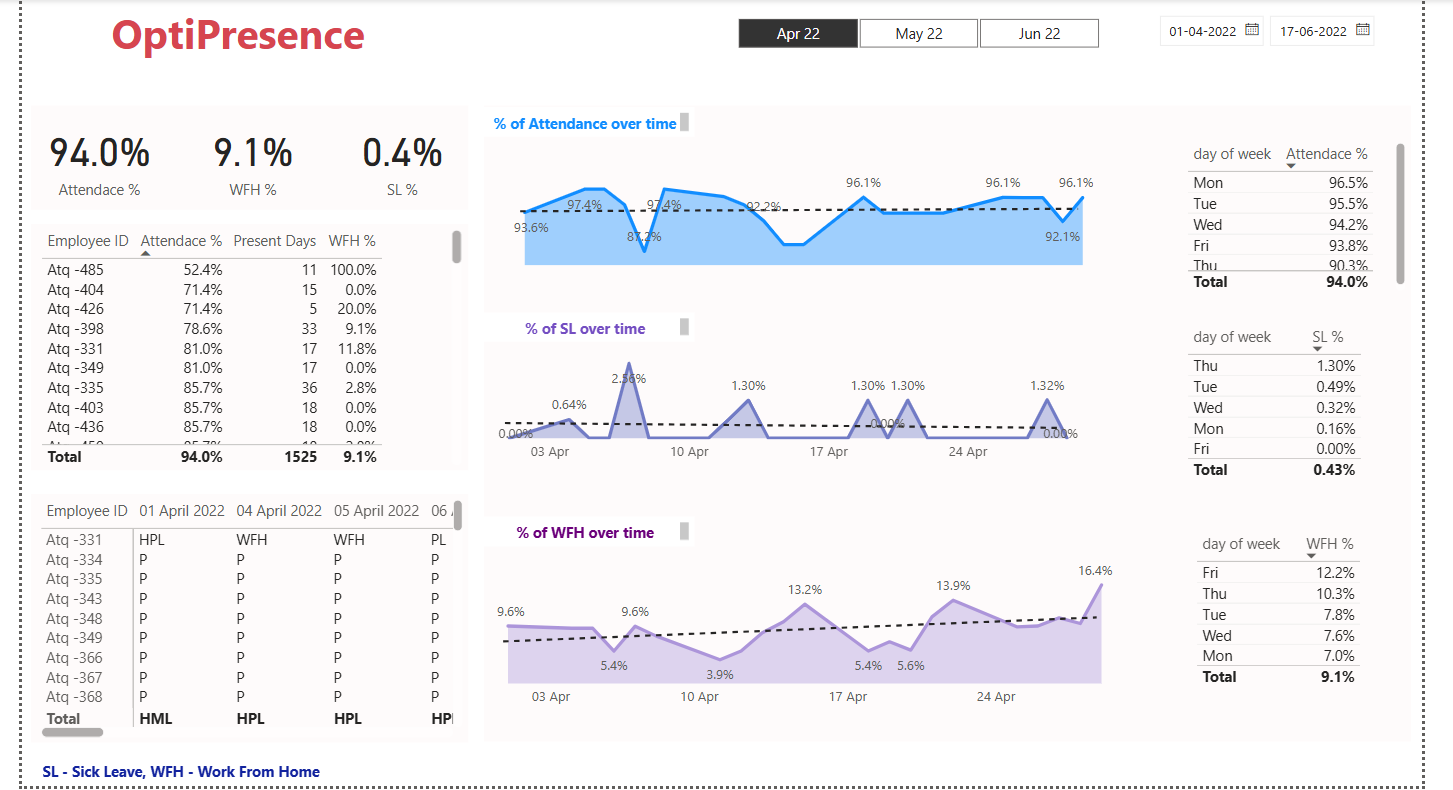 OptiPresence
Apr 22
May 22
Jun 22
01-04-2022
17-06-2022
94.0%
9.1%
0.4%
Attendace %
WFH %
SL %
Employee ID Attendace % Present Days WFH %
Atq -485 52.4% 11 100.0%
Atq -404 71.4% 15 0.0%
Atq -426 71.4% 5 20.0%
Atq -398 78.6% 33 9.1%
Atq -331 81.0% 17 11.8%
Atq -349 81.0% 17 0.0%
Atq -335 85.7% 36 2.8%
Atq -403 85.7% 18 0.0%
Atq -436 85.7% 18 0.0%
Total 94.0% 1525 9.1%
Employee ID 01 April 2022 04 April 2022 05 April 2022 06
Atq -331 HPL WFH WFH PL
Atq -334 P P P P
Atq -335 P P P P
Atq -343 P P P P
Atq -348 P P P P
Atq -349 P P P P
Atq -366 P P P P
Atq -367 P P P P
Atq -368 P P P P
Total HML HPL HPL HPL
% of Attendance over time
93.6%
97.4%
87.2%
97.4%
92.2%
96.1%
96.1%
92.1%
96.1%
% of SL over time
0.00%
0.64%
2.56%
1.30%
1.30%
0.00%
1.30%
1.32%
0.00%
03 Apr 10 Apr 17 Apr 24 Apr
% of WFH over time
9.6%
5.4%
9.6%
3.9%
13.2%
5.4%
5.6%
13.9%
16.4%
03 Apr 10 Apr 17 Apr 24 Apr
day of week Attendace %
Mon 96.5%
Tue 95.5%
Wed 94.2%
Fri 93.8%
Thu 90.3%
Total 94.0%
day of week SL %
Thu 1.30%
Tue 0.49%
Wed 0.32%
Mon 0.16%
Fri 0.00%
Total 0.43%
day of week WFH %
Fri 12.2%
Thu 10.3%
Tue 7.8%
Wed 7.6%
Mon 7.0%
Total 9.1%
SL - Sick Leave, WFH - Work From Home